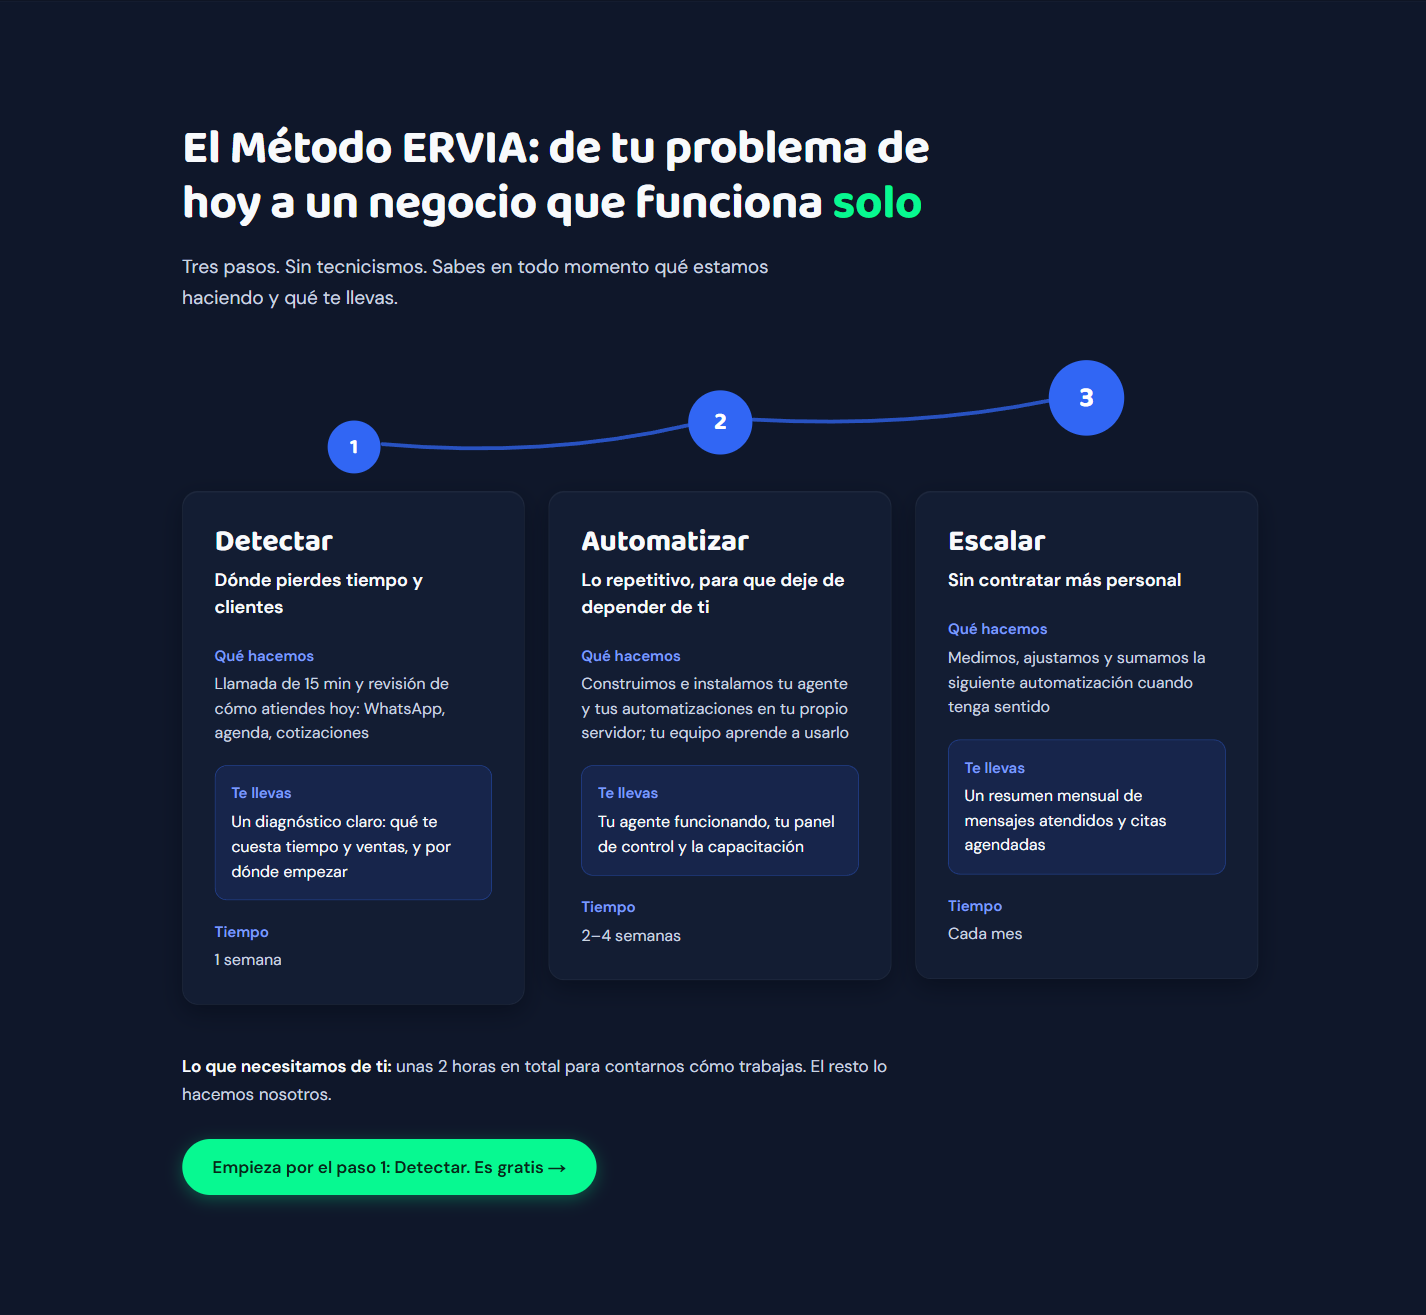 El Método ERVIA: de tu problema de
hoy a un negocio que funciona solo
Tres pasos. Sin tecnicismos. Sabes en todo momento qué estamos
haciendo y qué te llevas.
1
2
3
Detectar
Dónde pierdes tiempo y
clientes
Qué hacemos
Llamada de 15 min y revisión de
cómo atiendes hoy: WhatsApp,
agenda, cotizaciones
Te llevas
Un diagnóstico claro: qué te
cuesta tiempo y ventas, y por
dónde empezar
Tiempo
1 semana
Automatizar
Lo repetitivo, para que deje de
depender de ti
Qué hacemos
Construimos e instalamos tu agente
y tus automatizaciones en tu propio
servidor; tu equipo aprende a usarlo
Te llevas
Tu agente funcionando, tu panel
de control y la capacitación
Tiempo
2–4 semanas
Escalar
Sin contratar más personal
Qué hacemos
Medimos, ajustamos y sumamos la
siguiente automatización cuando
tenga sentido
Te llevas
Un resumen mensual de
mensajes atendidos y citas
agendadas
Tiempo
Cada mes
Lo que necesitamos de ti: unas 2 horas en total para contarnos cómo trabajas. El resto lo
hacemos nosotros.
Empieza por el paso 1: Detectar. Es gratis →